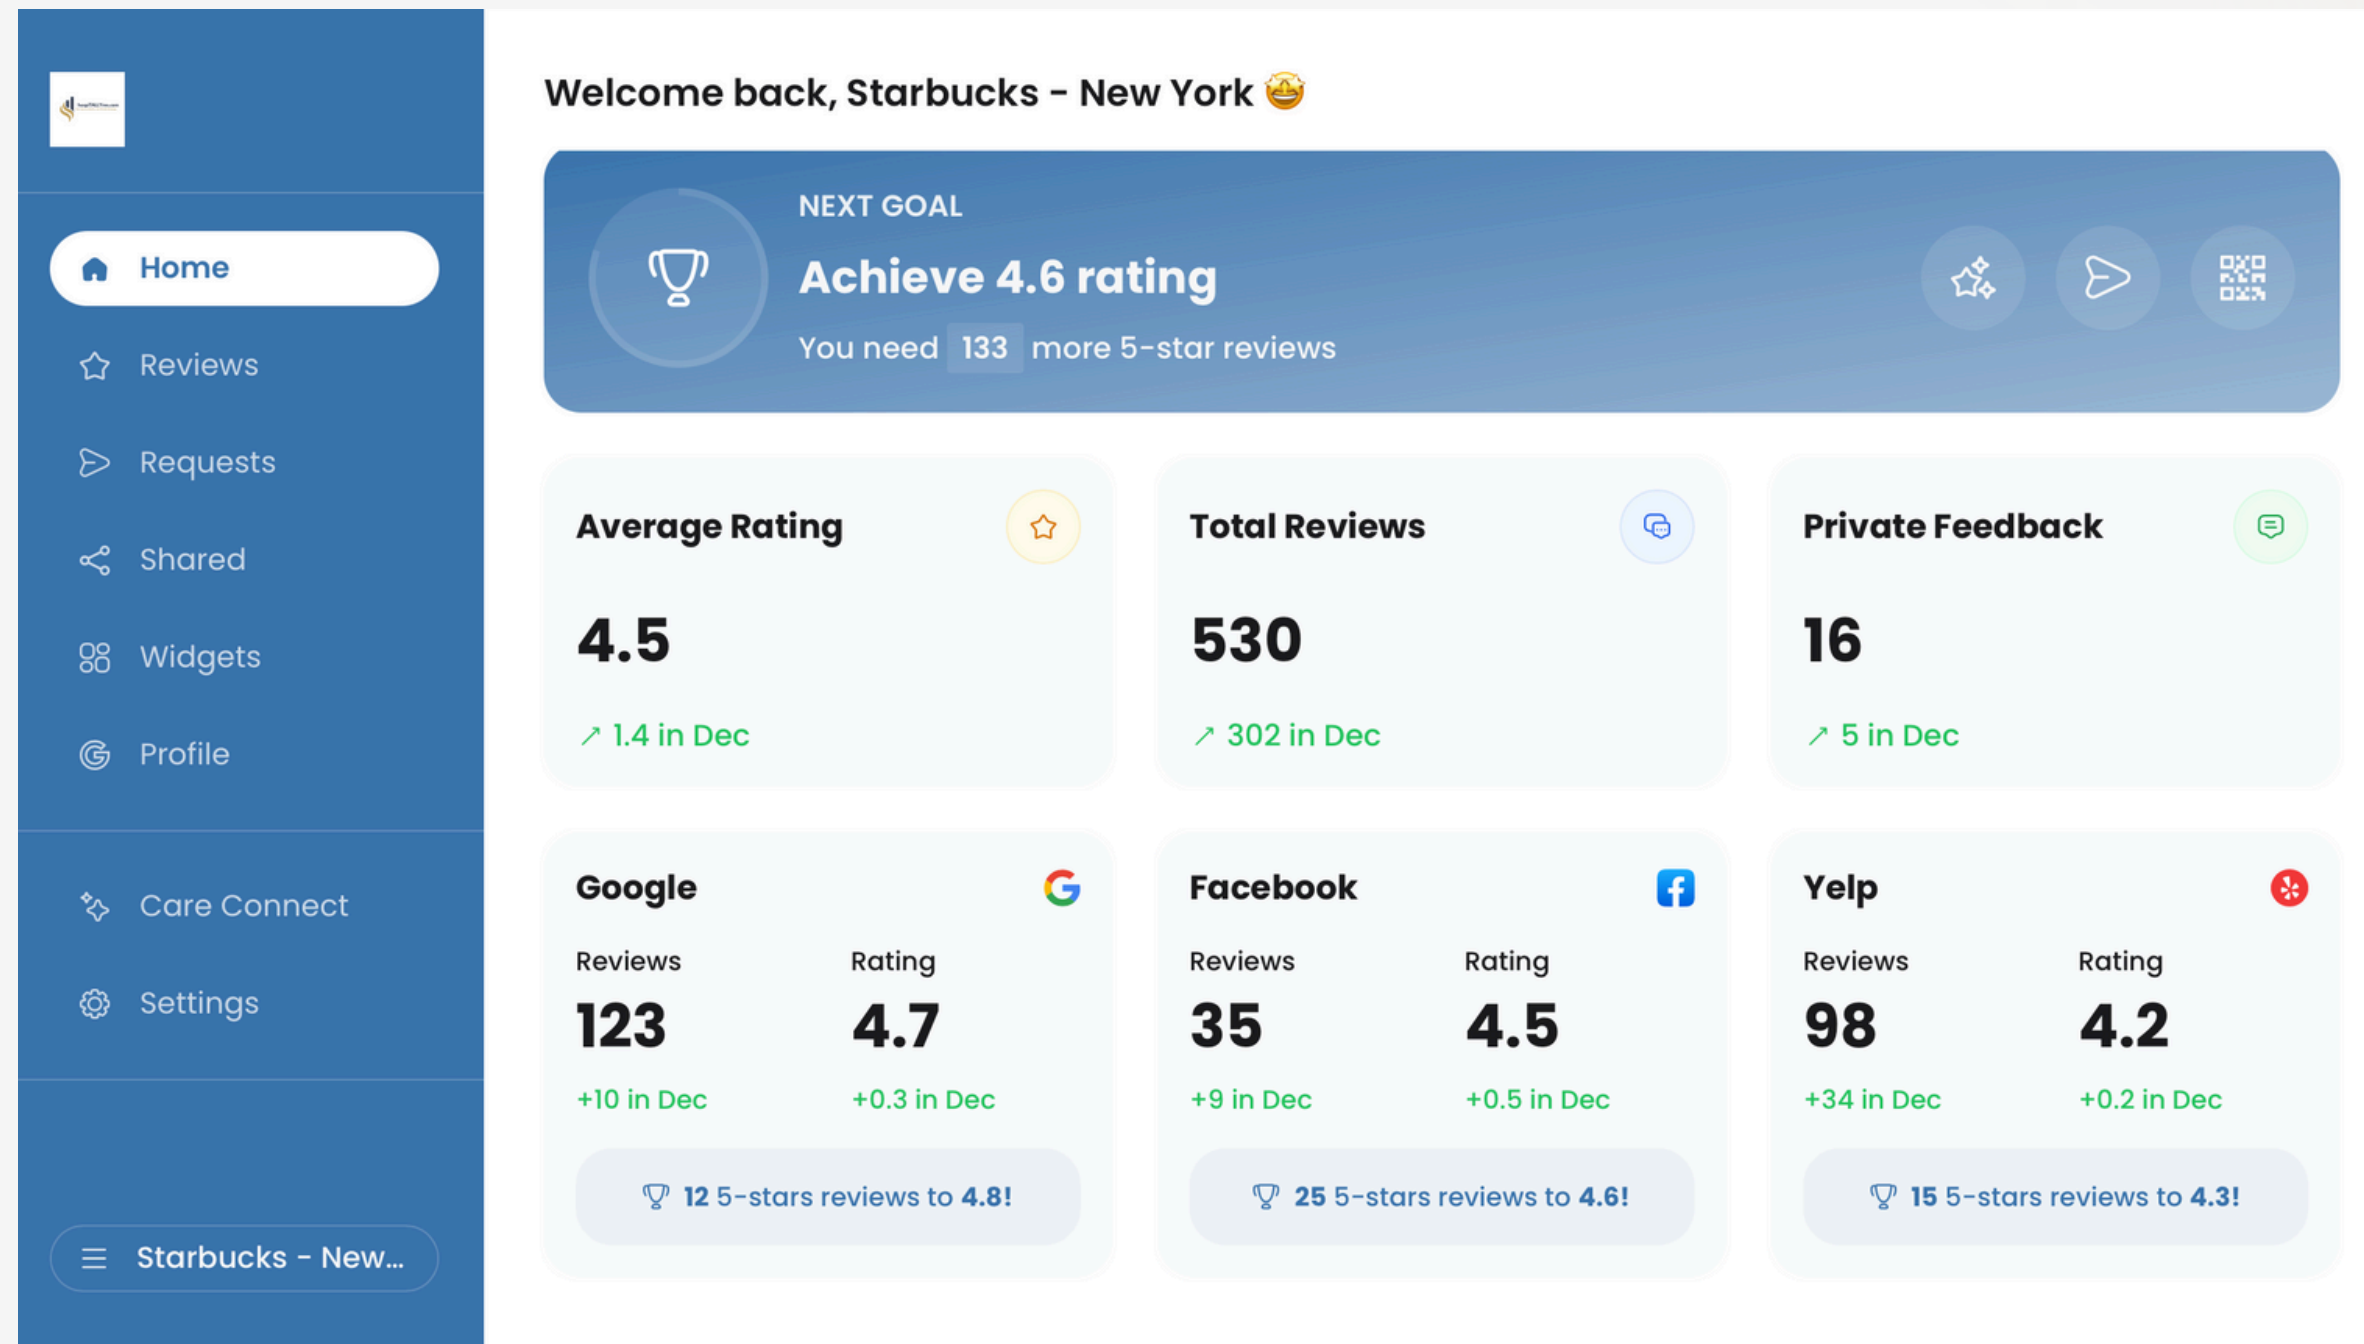 Welcome back, Starbucks - New York
Home
Reviews
Requests
Shared
Widgets
Profile
Care Connect
Settings
Starbucks - New...
NEXT GOAL
Achieve 4.6 rating
You need 133 more 5-star reviews
Average Rating
4.5
↗ 1.4 in Dec
Total Reviews
530
↗ 302 in Dec
Private Feedback
16
↗ 5 in Dec
Google
Reviews Rating
123 4.7
+10 in Dec +0.3 in Dec
12 5-stars reviews to 4.8!
Facebook
Reviews Rating
35 4.5
+9 in Dec +0.5 in Dec
25 5-stars reviews to 4.6!
Yelp
Reviews Rating
98 4.2
+34 in Dec +0.2 in Dec
15 5-stars reviews to 4.3!